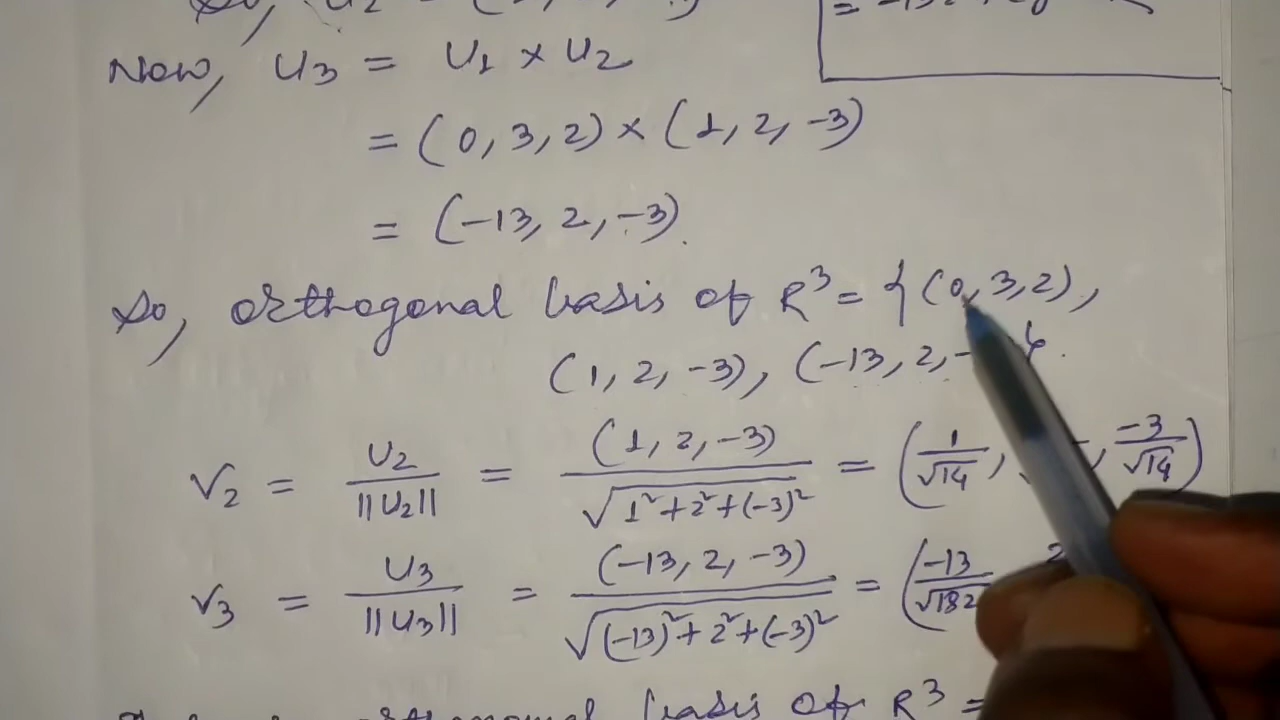 So, U2 =
Now, U3 = U1 × U2
= (0, 3, 2) × (1, 2, -3)
= (-13, 2, -3).
So, orthogonal basis of R³ = {(0, 3, 2),
(1, 2, -3), (-13, 2, -
V2 = U2 / ||U2|| = (1, 2, -3) / √1²+2²+(-3)² = (1/√14, , -3/√14)
V3 = U3 / ||U3|| = (-13, 2, -3) / √(-13)²+2²+(-3)² = (-13/√182
basis of R³ =